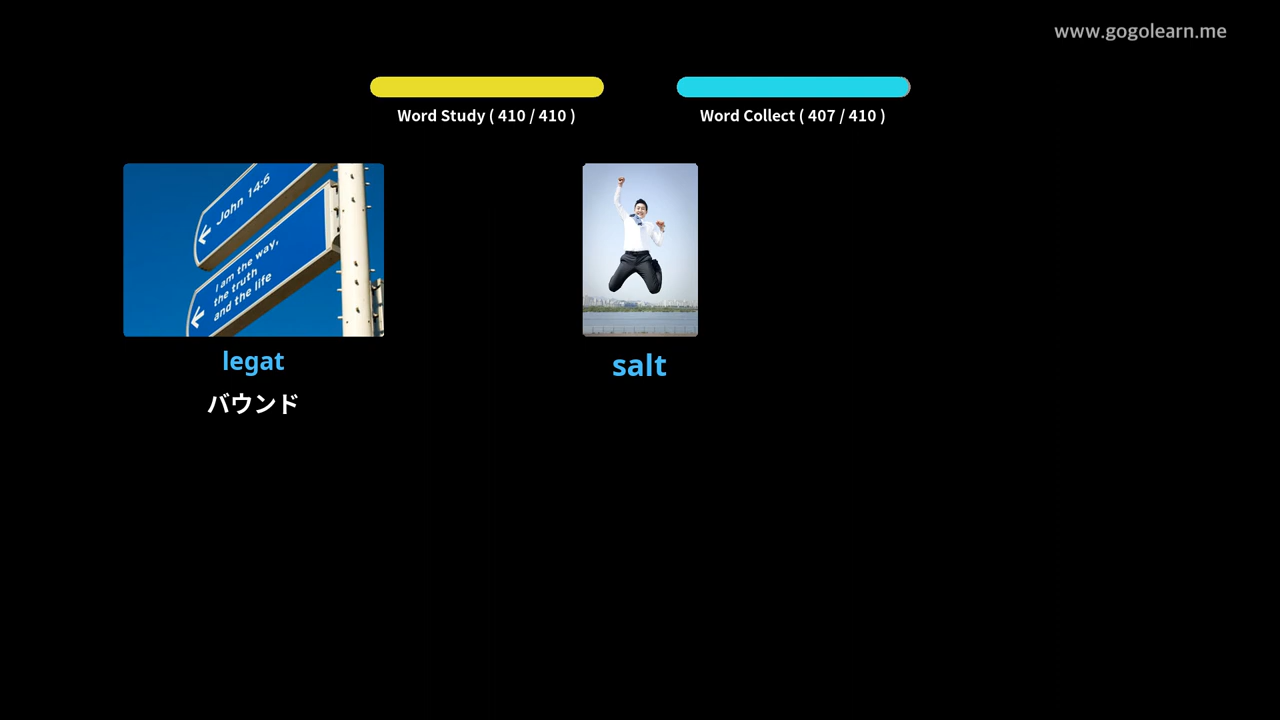 www.gogolearn.me
Word Study ( 410 / 410 )
Word Collect ( 407 / 410 )
John 14:6
I am the way,
the truth
and the life
legat
バウンド
salt